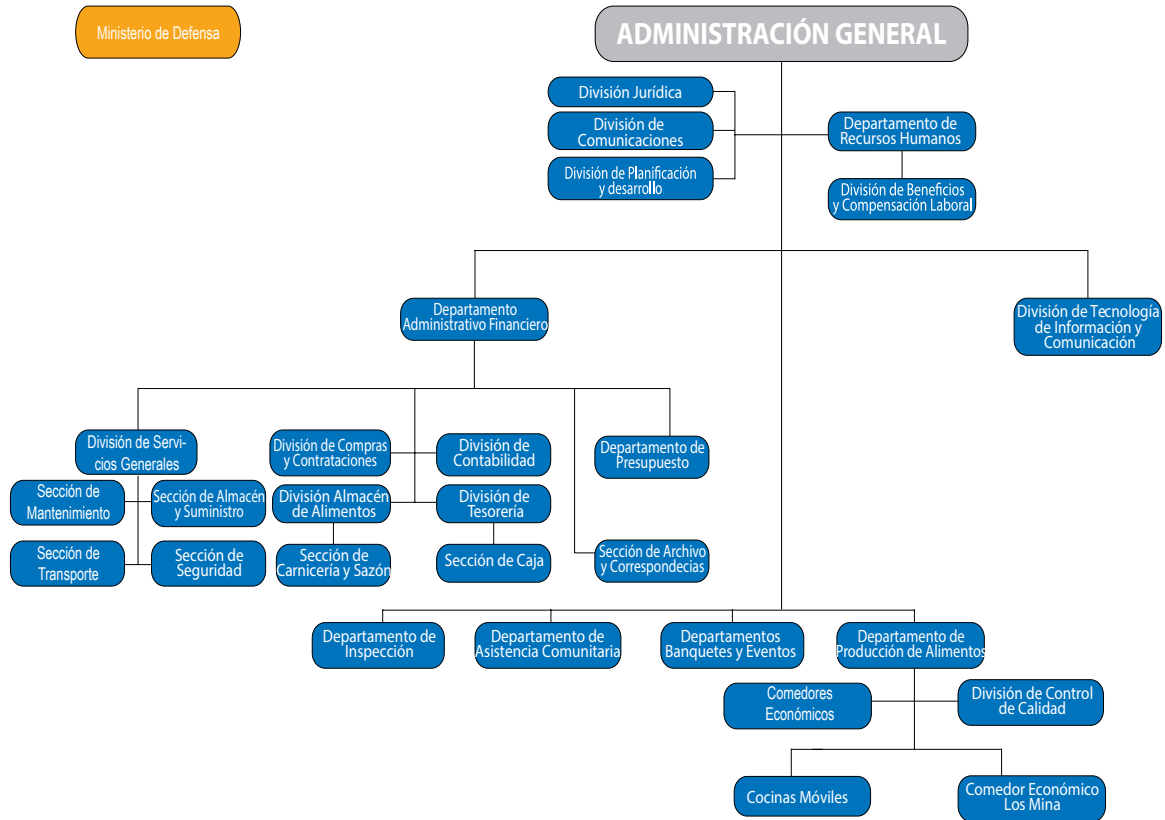 Ministerio de Defensa
ADMINISTRACIÓN GENERAL
División Jurídica
División de
Comunicaciones
División de Planificación
y desarrollo
Departamento de
Recursos Humanos
División de Beneficios
y Compensación Laboral
Departamento
Administrativo Financiero
División de Tecnología
de Información y
Comunicación
División de Servi-
cios Generales
División de Compras
y Contrataciones
División de
Contabilidad
Departamento de
Presupuesto
Sección de
Mantenimiento
Sección de Almacén
y Suministro
División Almacén
de Alimentos
División de
Tesorería
Sección de
Transporte
Sección de
Seguridad
Sección de
Carnicería y Sazón
Sección de Caja
Sección de Archivo
y Correspondecias
Departamento de
Inspección
Departamento de
Asistencia Comunitaria
Departamentos
Banquetes y Eventos
Departamento de
Producción de Alimentos
Comedores
Económicos
División de Control
de Calidad
Cocinas Móviles
Comedor Económico
Los Mina